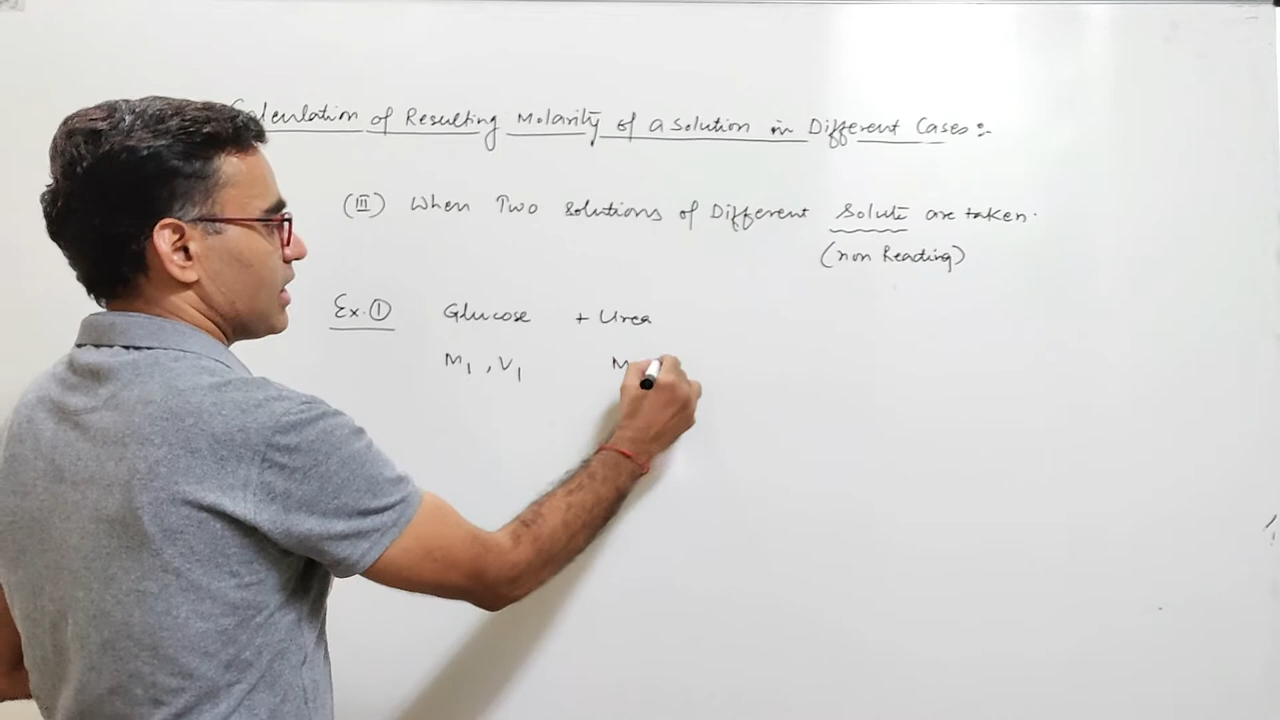 Calculation of Resulting Molarity of a Solution in Different Cases:-
(III) When Two Solutions of Different Solute are taken.
(non Reacting)
Ex. ① Glucose + Urea
M₁, V₁ M